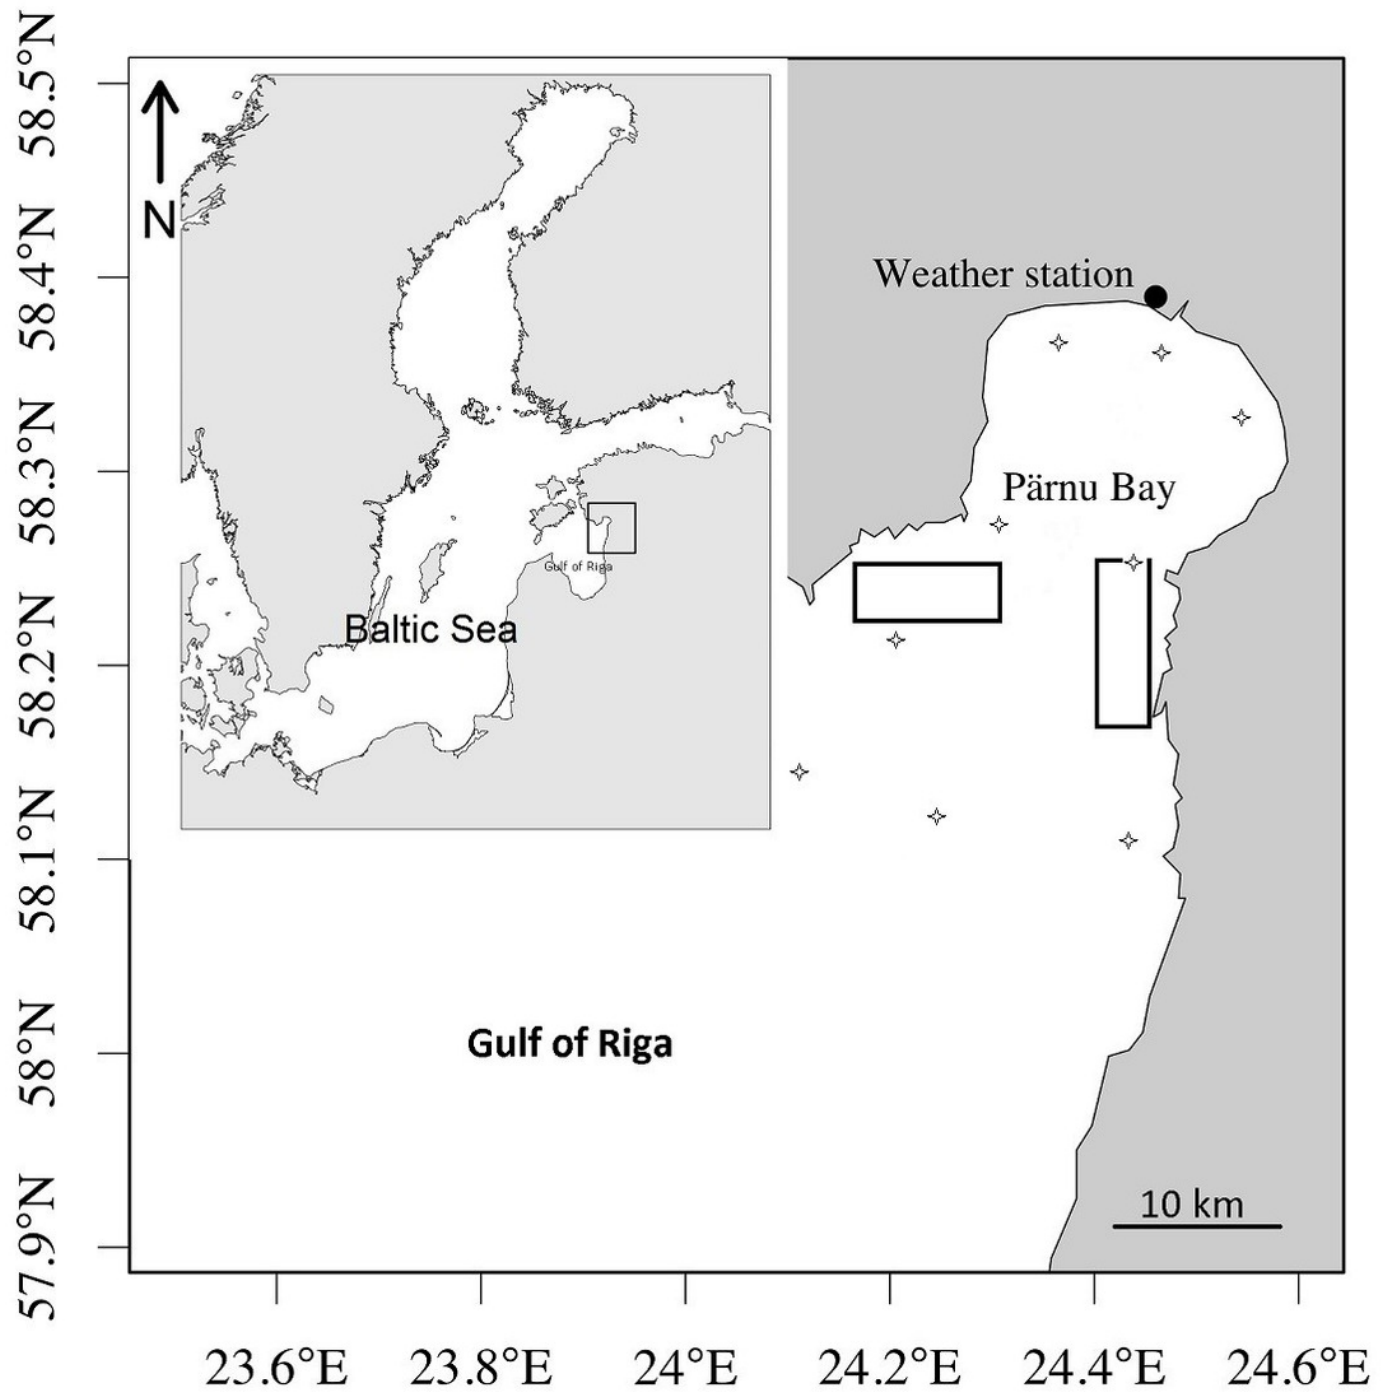 58.5°N
58.4°N
58.3°N
58.2°N
58.1°N
58°N
57.9°N
N
Weather station
Pärnu Bay
Gulf of Riga
Baltic Sea
Gulf of Riga
10 km
23.6°E
23.8°E
24°E
24.2°E
24.4°E
24.6°E